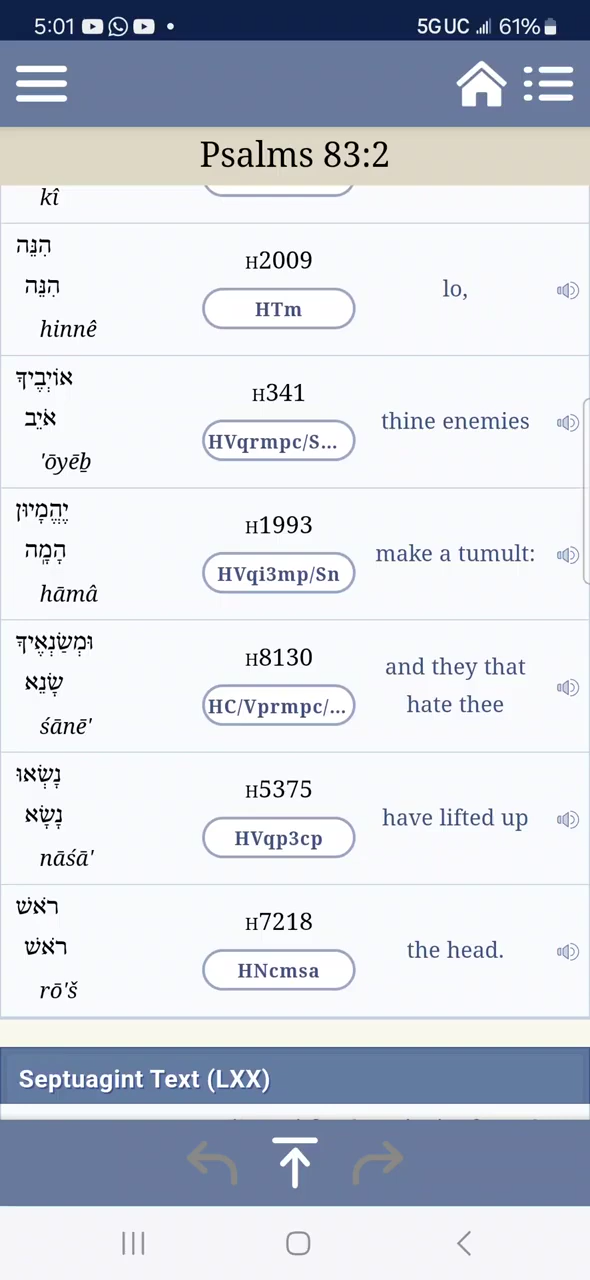 5:01
5G UC 61%
Psalms 83:2
kî
הִנֵּה
הִנֵּה
hinnê
H2009
HTm
lo,
אוֹיְבֶיךָ
אֹיֵב
'ōyēḇ
H341
HVqrmpc/S...
thine enemies
יֶהֱמָיוּן
הָמָה
hāmâ
H1993
HVqi3mp/Sn
make a tumult:
וּמְשַׂנְאֶיךָ
שָׂנֵא
śānē'
H8130
HC/Vprmpc/...
and they that
hate thee
נָשְׂאוּ
נָשָׂא
nāśā'
H5375
HVqp3cp
have lifted up
רֹאשׁ
רֹאשׁ
rō'š
H7218
HNcmsa
the head.
Septuagint Text (LXX)